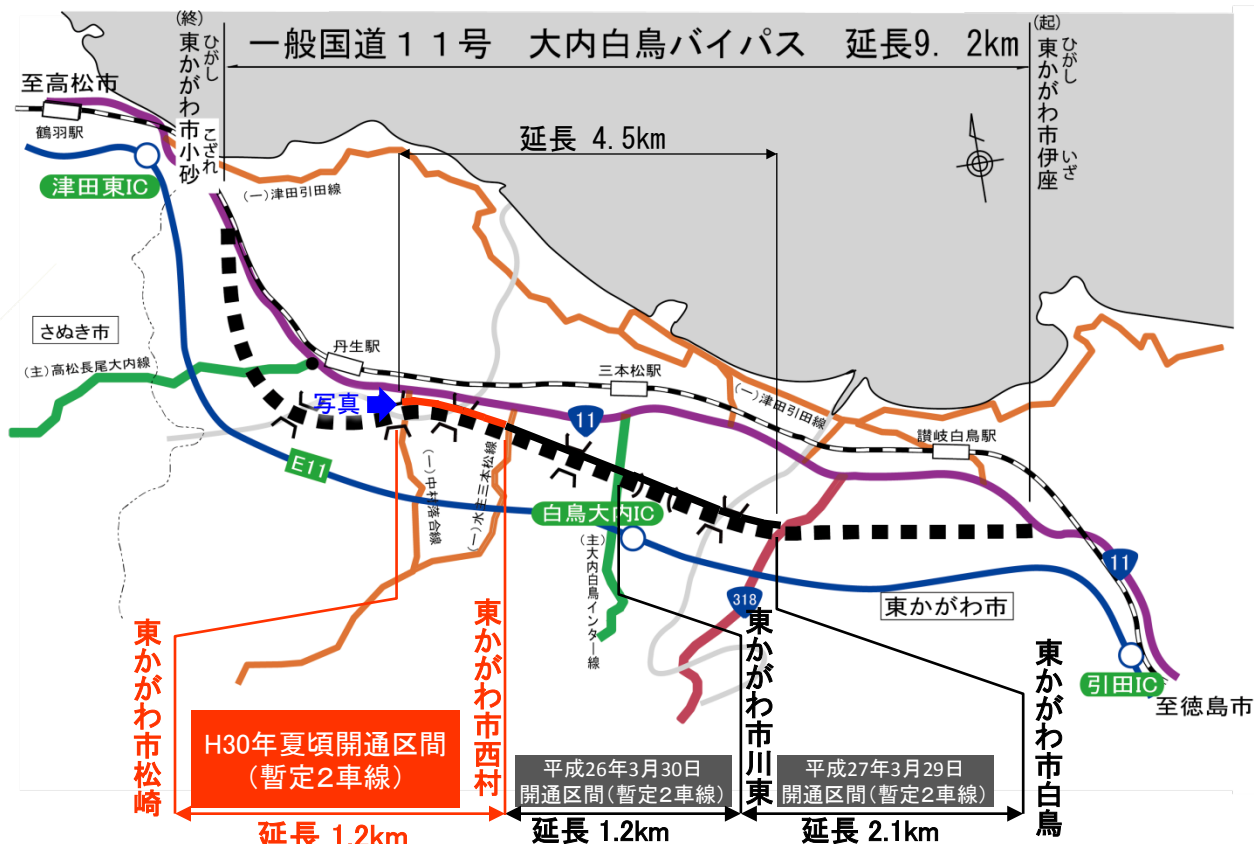 一般国道11号　大内白鳥バイパス　延長9.2km
(終)
東かがわ市小砂
ひがし
こざれ
(起)
東かがわ市伊座
ひがし
いざ
延長 4.5km
至高松市
鶴羽駅
津田東IC
(一)津田引田線
さぬき市
(主)高松長尾大内線
丹生駅
写真
三本松駅
(一)津田引田線
11
讃岐白鳥駅
E11
(一)中村落合線
(一)水主三本松線
白鳥大内IC
(主)大内白鳥インター線
318
東かがわ市
11
引田IC
至徳島市
東かがわ市松崎
東かがわ市西村
東かがわ市川東
東かがわ市白鳥
H30年夏頃開通区間
(暫定2車線)
平成26年3月30日
開通区間(暫定2車線)
平成27年3月29日
開通区間(暫定2車線)
延長 1.2km
延長 1.2km
延長 2.1km